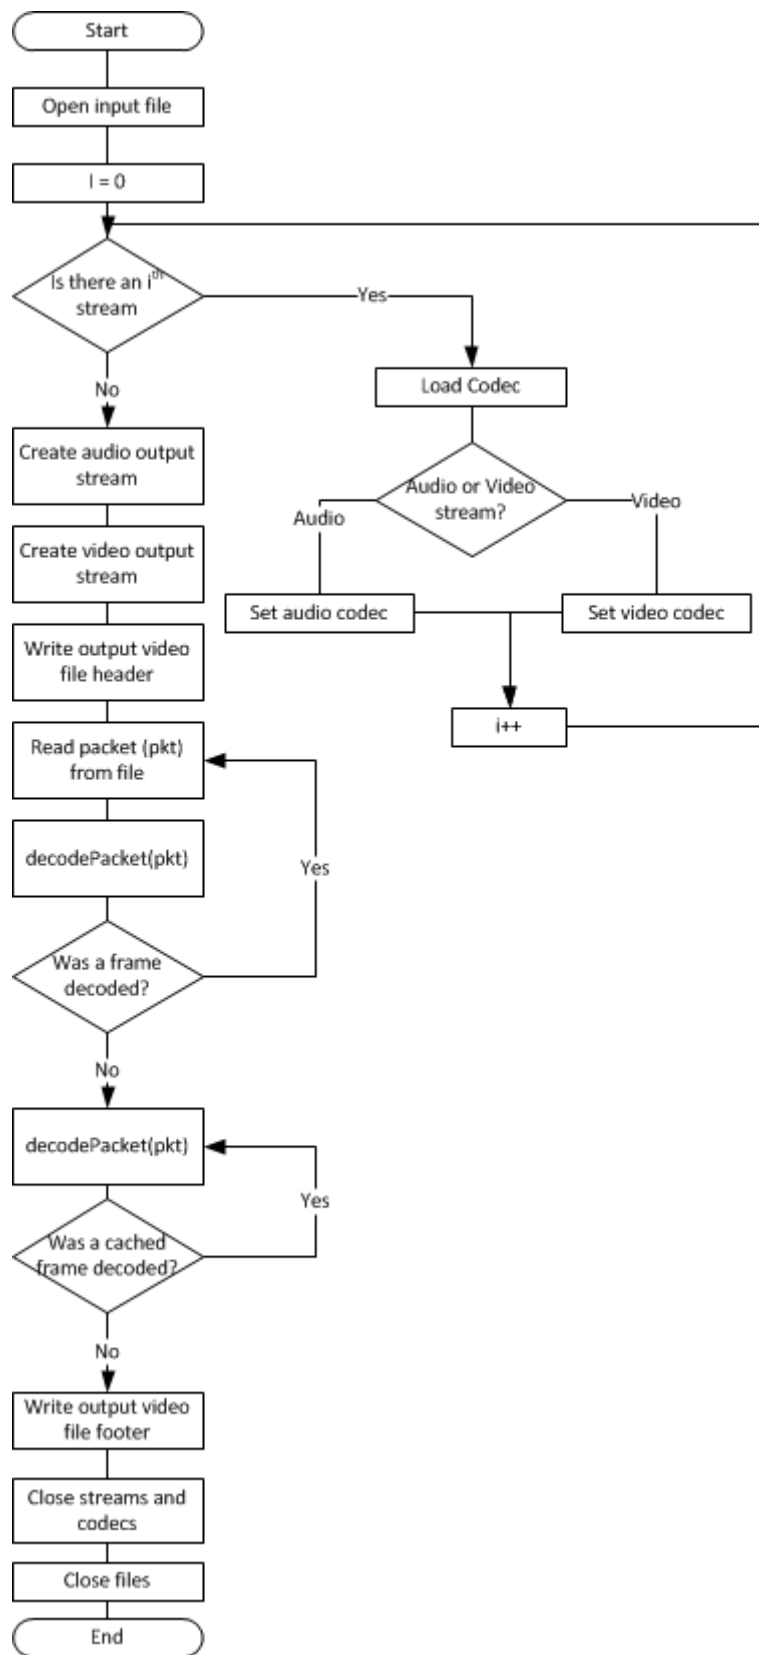 Start
Open input file
I = 0
Is there an iᵗʰ
stream
Yes
No
Load Codec
Audio or Video
stream?
Audio
Video
Set audio codec
Set video codec
i++
Create audio output
stream
Create video output
stream
Write output video
file header
Read packet (pkt)
from file
decodePacket(pkt)
Yes
Was a frame
decoded?
No
decodePacket(pkt)
Yes
Was a cached
frame decoded?
No
Write output video
file footer
Close streams and
codecs
Close files
End